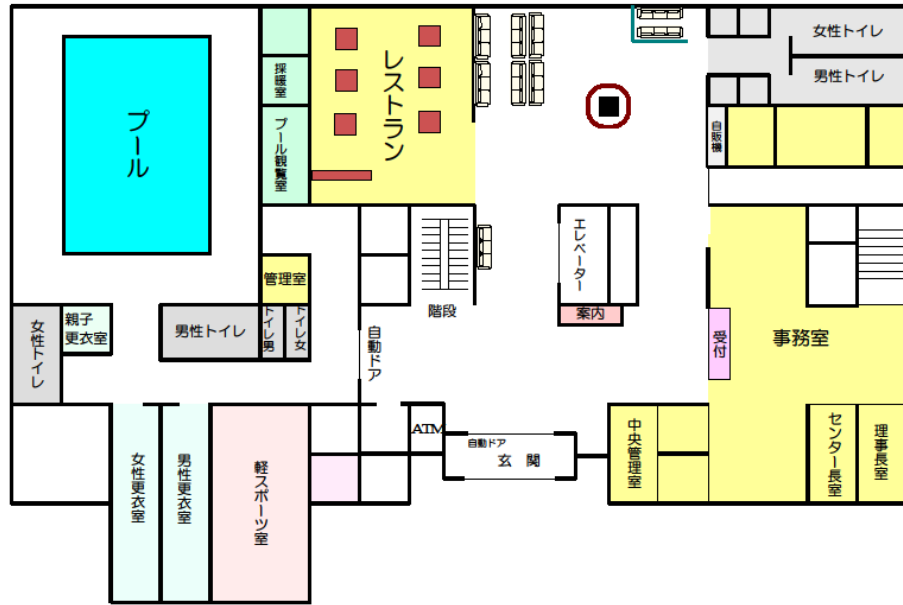 プール
採暖室
プール観覧室
レストラン
女性トイレ
男性トイレ
自販機
エレベーター
案内
階段
管理室
トイレ男
トイレ女
男性トイレ
親子
更衣室
女性トイレ
自動ドア
受付
事務室
ATM
自動ドア
玄 関
中央管理室
センター長室
理事長室
女性更衣室
男性更衣室
軽スポーツ室